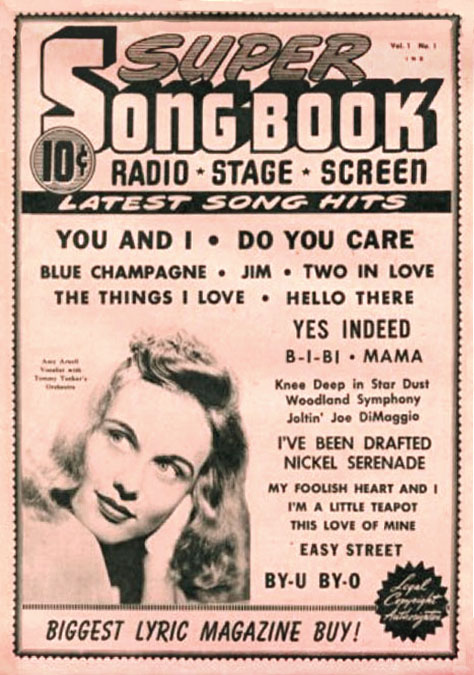 SUPER
SONGBOOK
Vol. 1 No. 1
10¢
RADIO ★ STAGE ★ SCREEN
LATEST SONG HITS
YOU AND I • DO YOU CARE
BLUE CHAMPAGNE • JIM • TWO IN LOVE
THE THINGS I LOVE • HELLO THERE
YES INDEED
B-I-BI • MAMA
Amy Arnell
Vocalist with
Tommy Tucker's
Orchestra
Knee Deep in Star Dust
Woodland Symphony
Joltin' Joe DiMaggio
I'VE BEEN DRAFTED
NICKEL SERENADE
MY FOOLISH HEART AND I
I'M A LITTLE TEAPOT
THIS LOVE OF MINE
EASY STREET
BY-U BY-O
Legal
Copyright
Authorization
BIGGEST LYRIC MAGAZINE BUY!